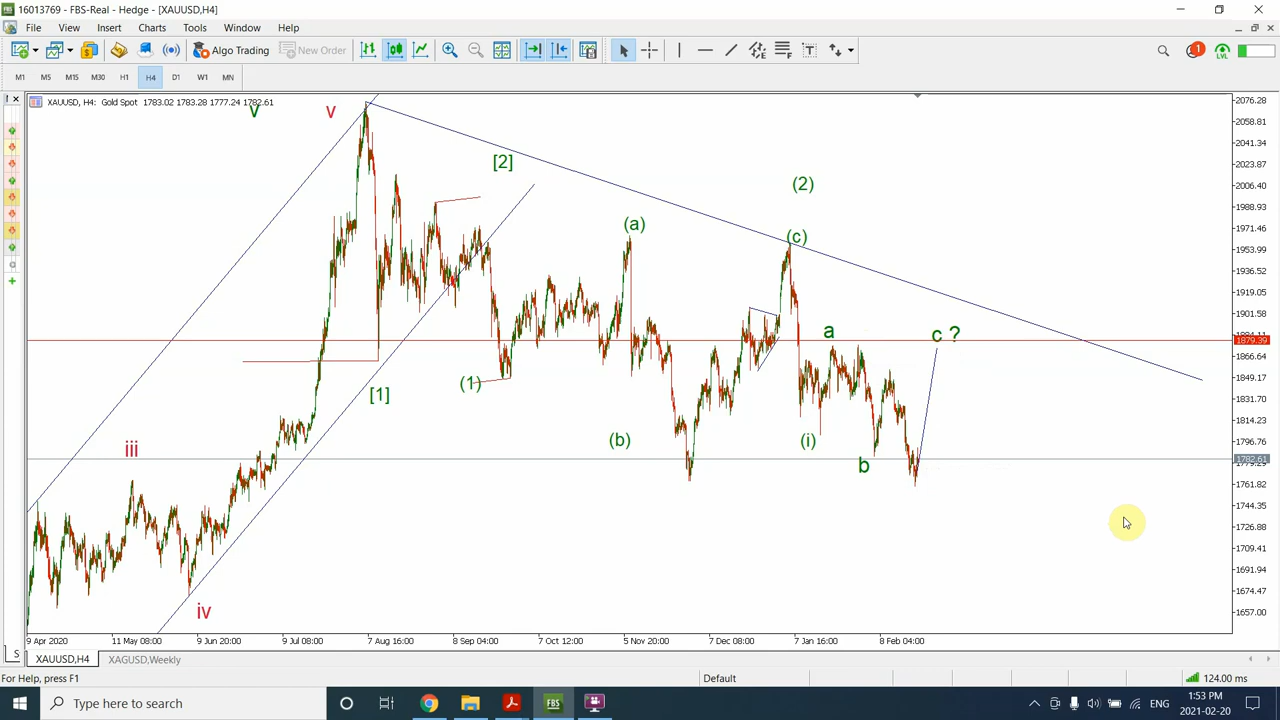 16013769 - FBS-Real - Hedge - [XAUUSD,H4]
File View Insert Charts Tools Window Help
Algo Trading New Order 1 LVL
M1 M5 M15 M30 H1 H4 D1 W1 MN
XAUUSD, H4: Gold Spot 1783.02 1783.28 1777.24 1782.61
2076.28
v v
2058.81
2041.34
[2]
2023.87
(2)
2006.40
1988.93
(a)
1971.46
(c)
1953.99
1936.52
1919.05
1901.58
a c ?
1879.39
1866.64
(1)
1849.17
[1]
1831.70
1814.23
iii (b) (i)
1796.76
b
1782.61
1761.82
1744.35
1726.88
1709.41
1691.94
1674.47
iv
1657.00
9 Apr 2020 11 May 08:00 9 Jun 20:00 9 Jul 08:00 7 Aug 16:00 8 Sep 04:00 7 Oct 12:00 5 Nov 20:00 7 Dec 08:00 7 Jan 16:00 8 Feb 04:00
S XAUUSD,H4 XAGUSD,Weekly
For Help, press F1 Default 124.00 ms
Type here to search FBS ENG 1:53 PM
2021-02-20